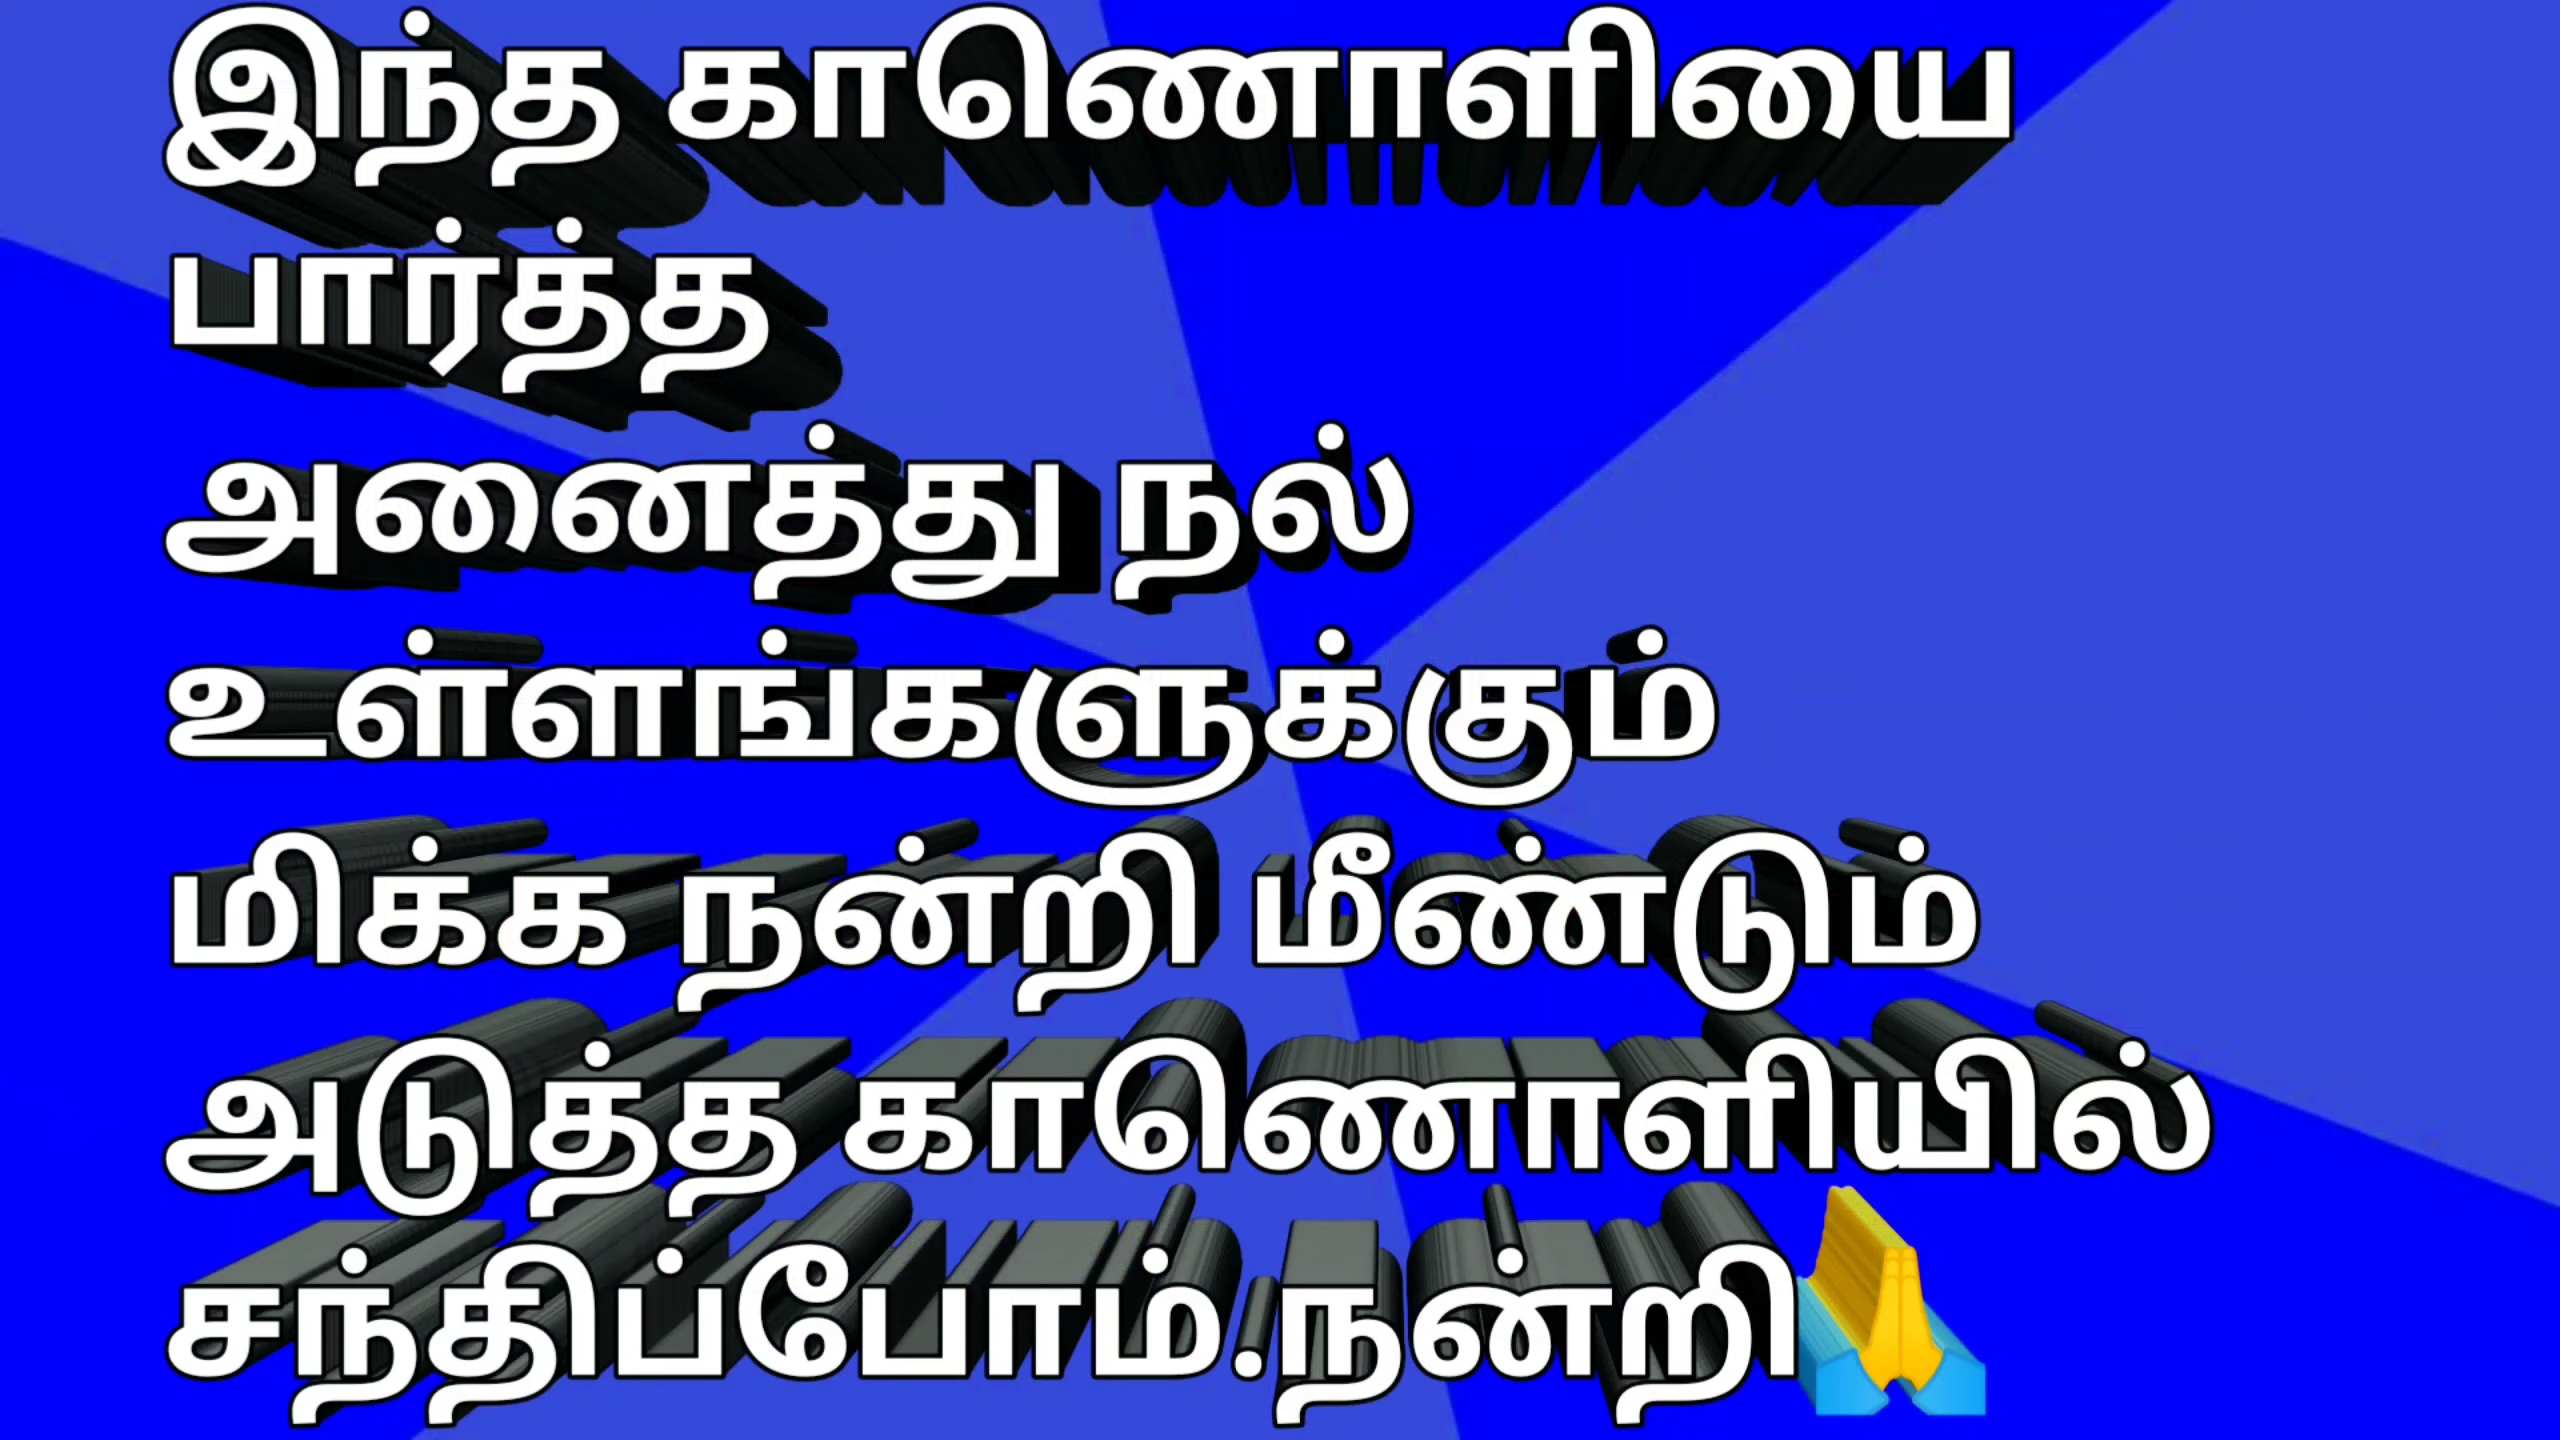 இந்த காணொளியை
பார்த்த
அனைத்து நல்
உள்ளங்களுக்கும்
மிக்க நன்றி மீண்டும்
அடுத்த காணொளியில்
சந்திப்போம்.நன்றி🙏